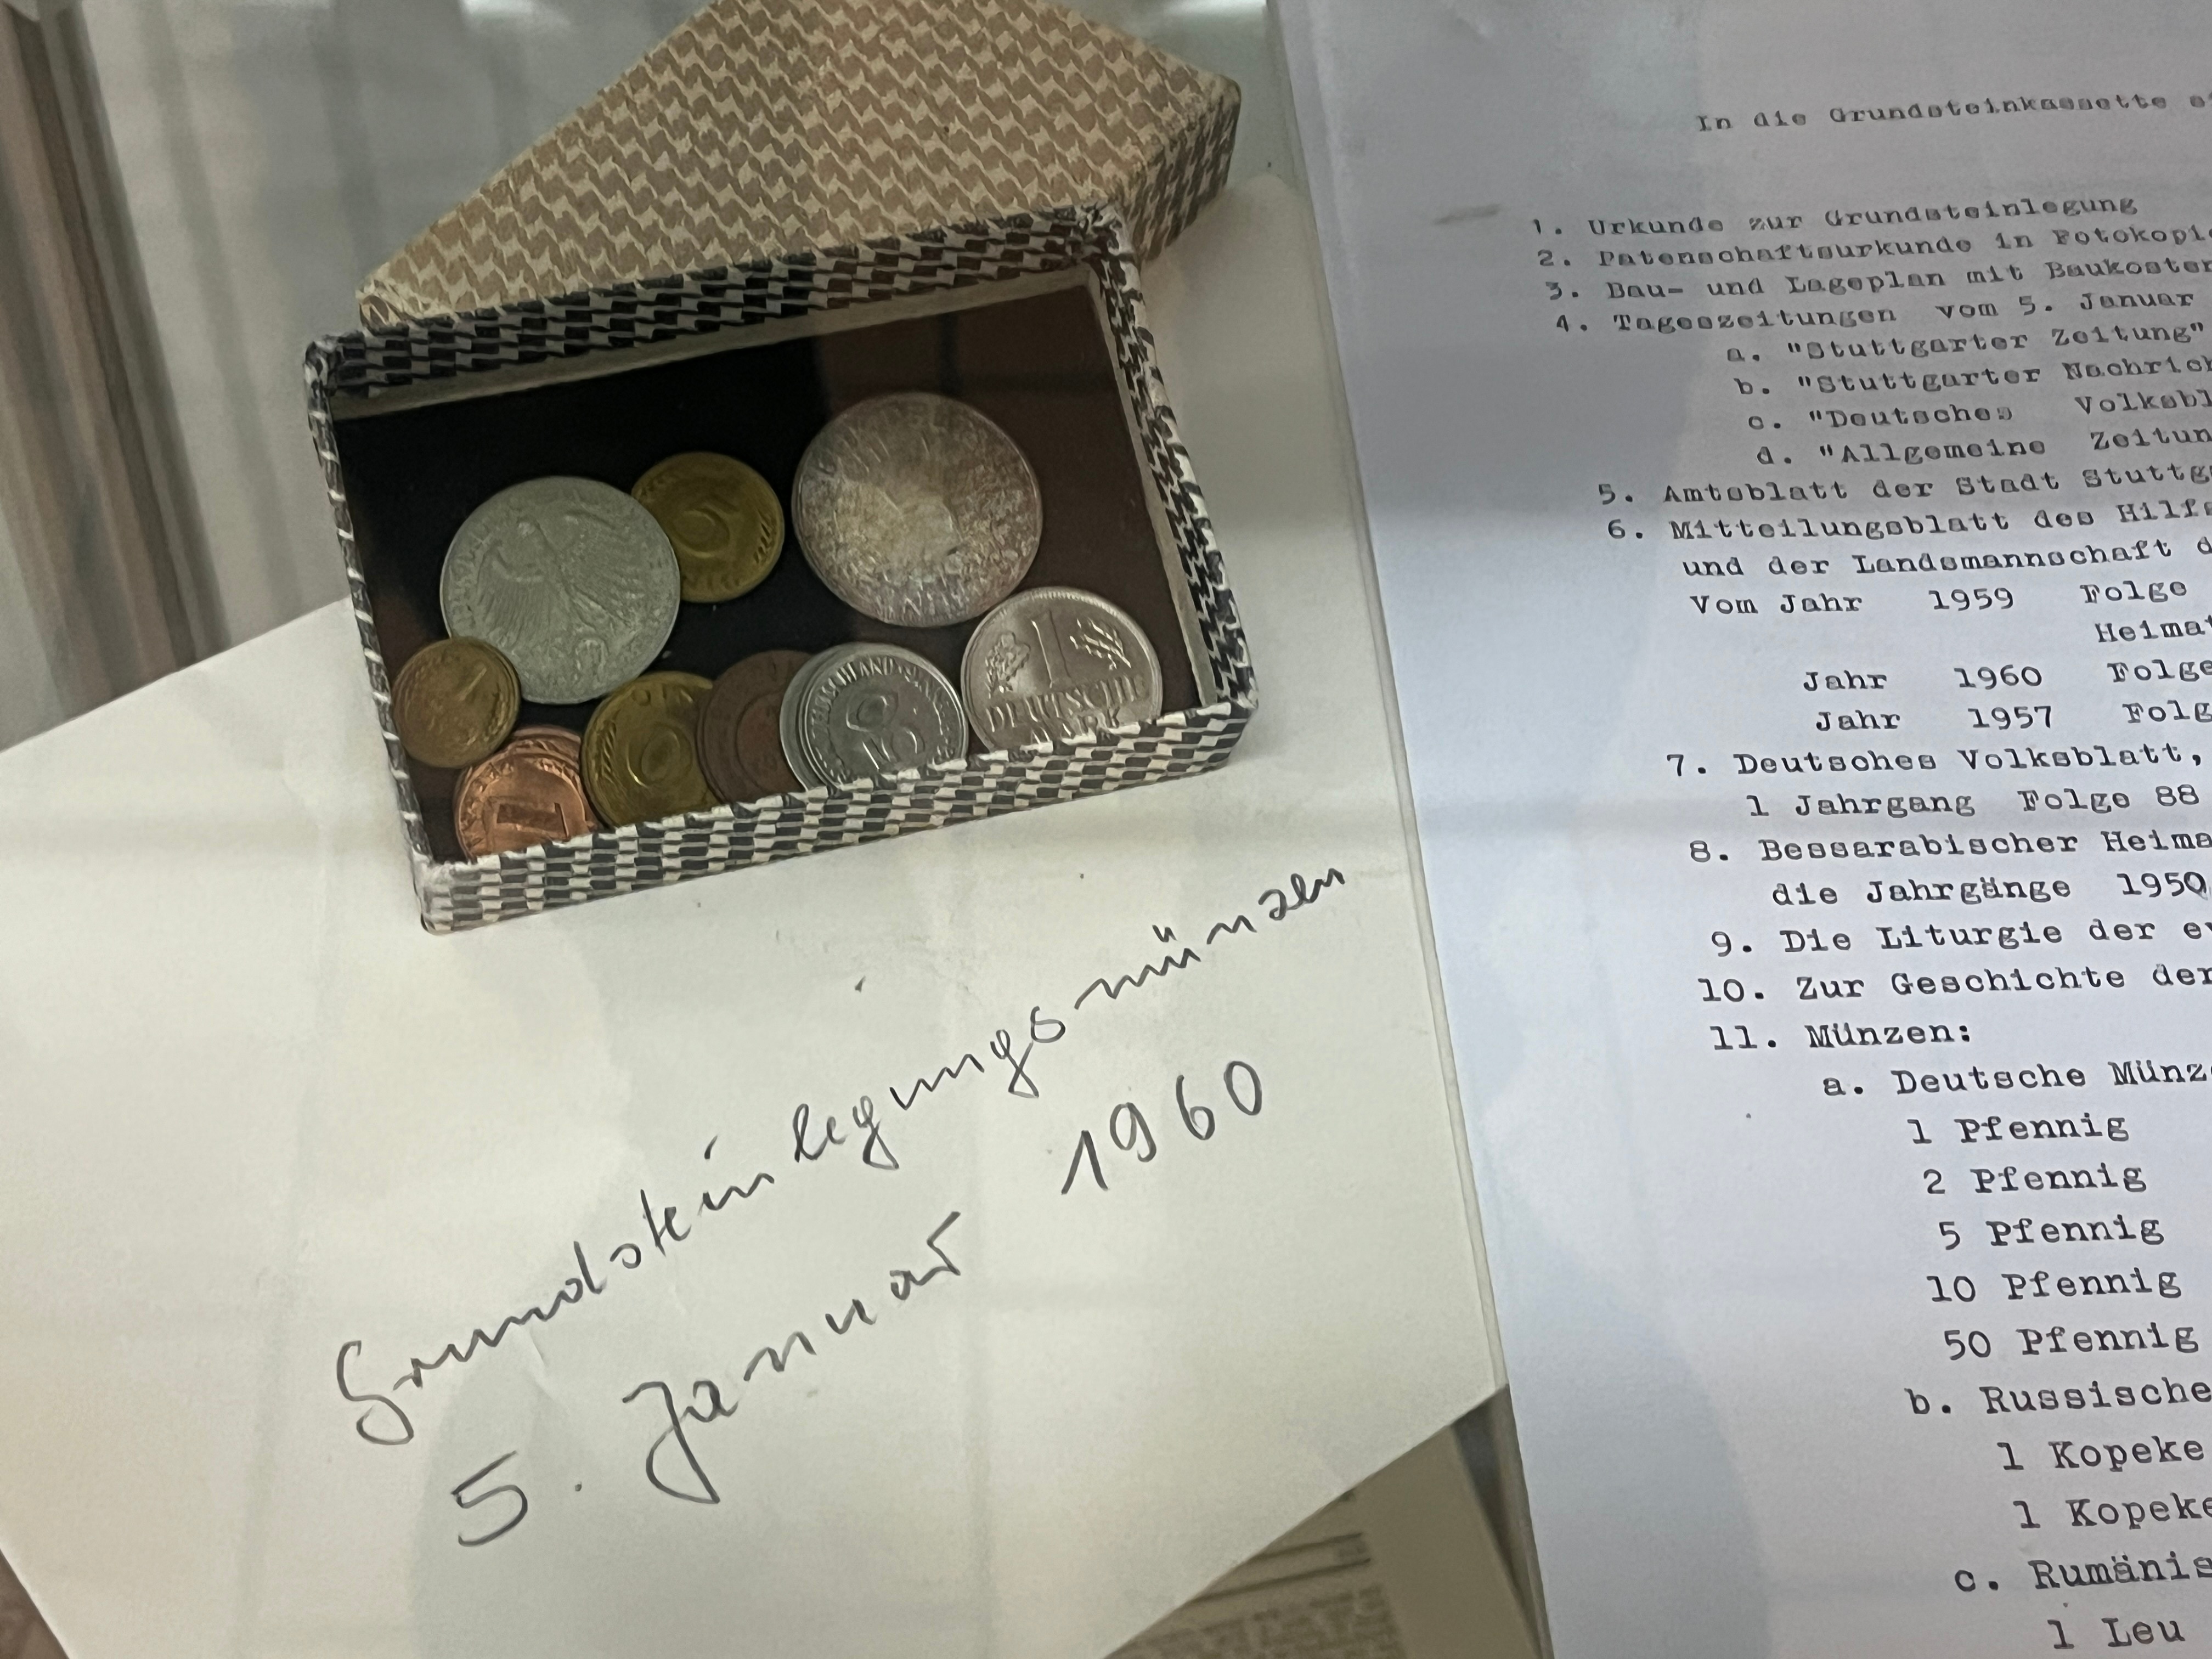 In die Grundsteinkassette
1. Urkunde zur Grundsteinlegung
2. Patenschaftsurkunde in Fotokopie
3. Bau- und Lageplan mit Baukosten
4. Tageszeitungen vom 5. Januar
a. "Stuttgarter Zeitung"
b. "Stuttgarter Nachrich
c. "Deutsches Volksbl
d. "Allgemeine Zeitun
5. Amtsblatt der Stadt Stuttg
6. Mitteilungsblatt des Hilfs
und der Landsmannschaft d
Vom Jahr 1959 Folge
Heimat
Jahr 1960 Folge
Jahr 1957 Folg
7. Deutsches Volksblatt,
1 Jahrgang Folge 88
8. Bessarabischer Heima
die Jahrgänge 1950
9. Die Liturgie der ev
10. Zur Geschichte der
11. Münzen:
a. Deutsche Münz
1 Pfennig
2 Pfennig
5 Pfennig
10 Pfennig
50 Pfennig
b. Russische
1 Kopeke
1 Kopeke
c. Rumänis
1 Leu
1
DEUTSCHE
MARK
Grundsteinlegungsmünzen
5. Januar 1960